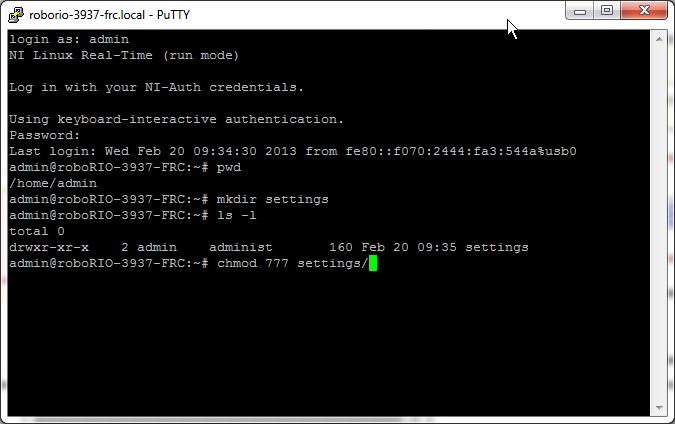 roborio-3937-frc.local - PuTTY
login as: admin
NI Linux Real-Time (run mode)
Log in with your NI-Auth credentials.
Using keyboard-interactive authentication.
Password:
Last login: Wed Feb 20 09:34:30 2013 from fe80::f070:2444:fa3:544a%usb0
admin@roboRIO-3937-FRC:~# pwd
/home/admin
admin@roboRIO-3937-FRC:~# mkdir settings
admin@roboRIO-3937-FRC:~# ls -l
total 0
drwxr-xr-x    2 admin    administ       160 Feb 20 09:35 settings
admin@roboRIO-3937-FRC:~# chmod 777 settings/